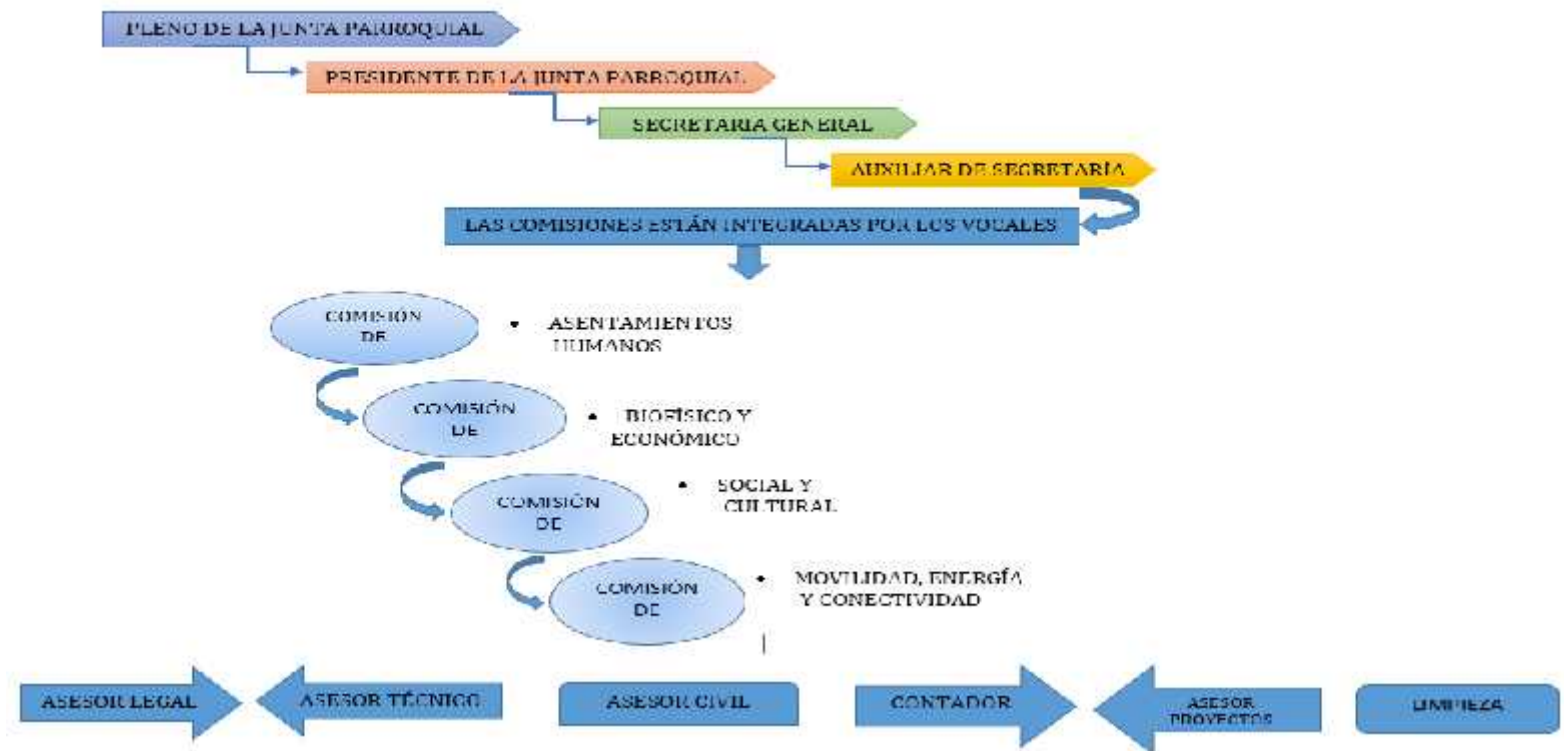 PLENO DE LA JUNTA PARROQUIAL
PRESIDENTE DE LA JUNTA PARROQUIAL
SECRETARIA GENERAL
AUXILIAR DE SECRETARÍA
LAS COMISIONES ESTÁN INTEGRADAS POR LOS VOCALES
COMISIÓN
DE
• ASENTAMIENTOS
HUMANOS
COMISIÓN
DE
• BIOFÍSICO Y
ECONÓMICO
COMISIÓN
DE
• SOCIAL Y
CULTURAL
COMISIÓN
DE
• MOVILIDAD, ENERGÍA
Y CONECTIVIDAD
ASESOR LEGAL
ASESOR TÉCNICO
ASESOR CIVIL
CONTADOR
ASESOR
PROYECTOS
LIMPIEZA